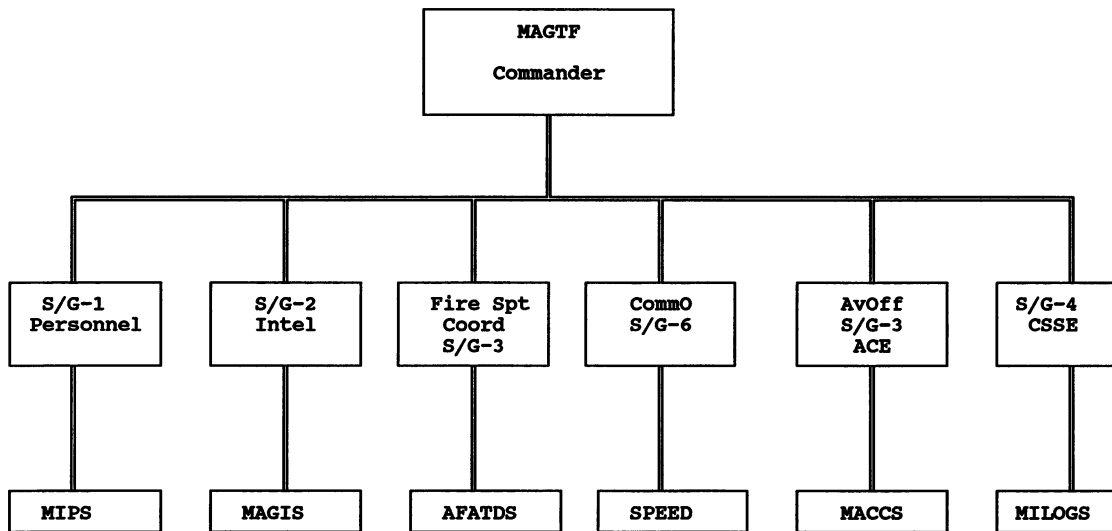 MAGTF
Commander
S/G-1
Personnel
S/G-2
Intel
Fire Spt
Coord
S/G-3
CommO
S/G-6
AvOff
S/G-3
ACE
S/G-4
CSSE
MIPS
MAGIS
AFATDS
SPEED
MACCS
MILOGS